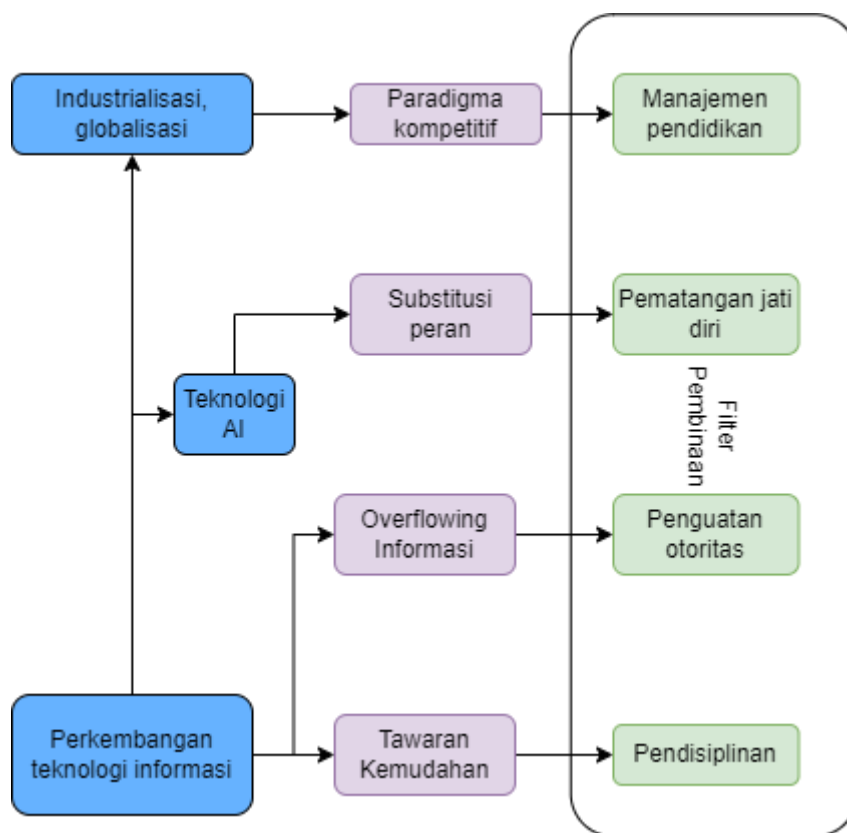 Industrialisasi,
globalisasi
Paradigma
kompetitif
Manajemen
pendidikan
Substitusi
peran
Pematangan jati
diri
Teknologi
AI
Filter
Pembinaan
Overflowing
Informasi
Penguatan
otoritas
Perkembangan
teknologi informasi
Tawaran
Kemudahan
Pendisiplinan